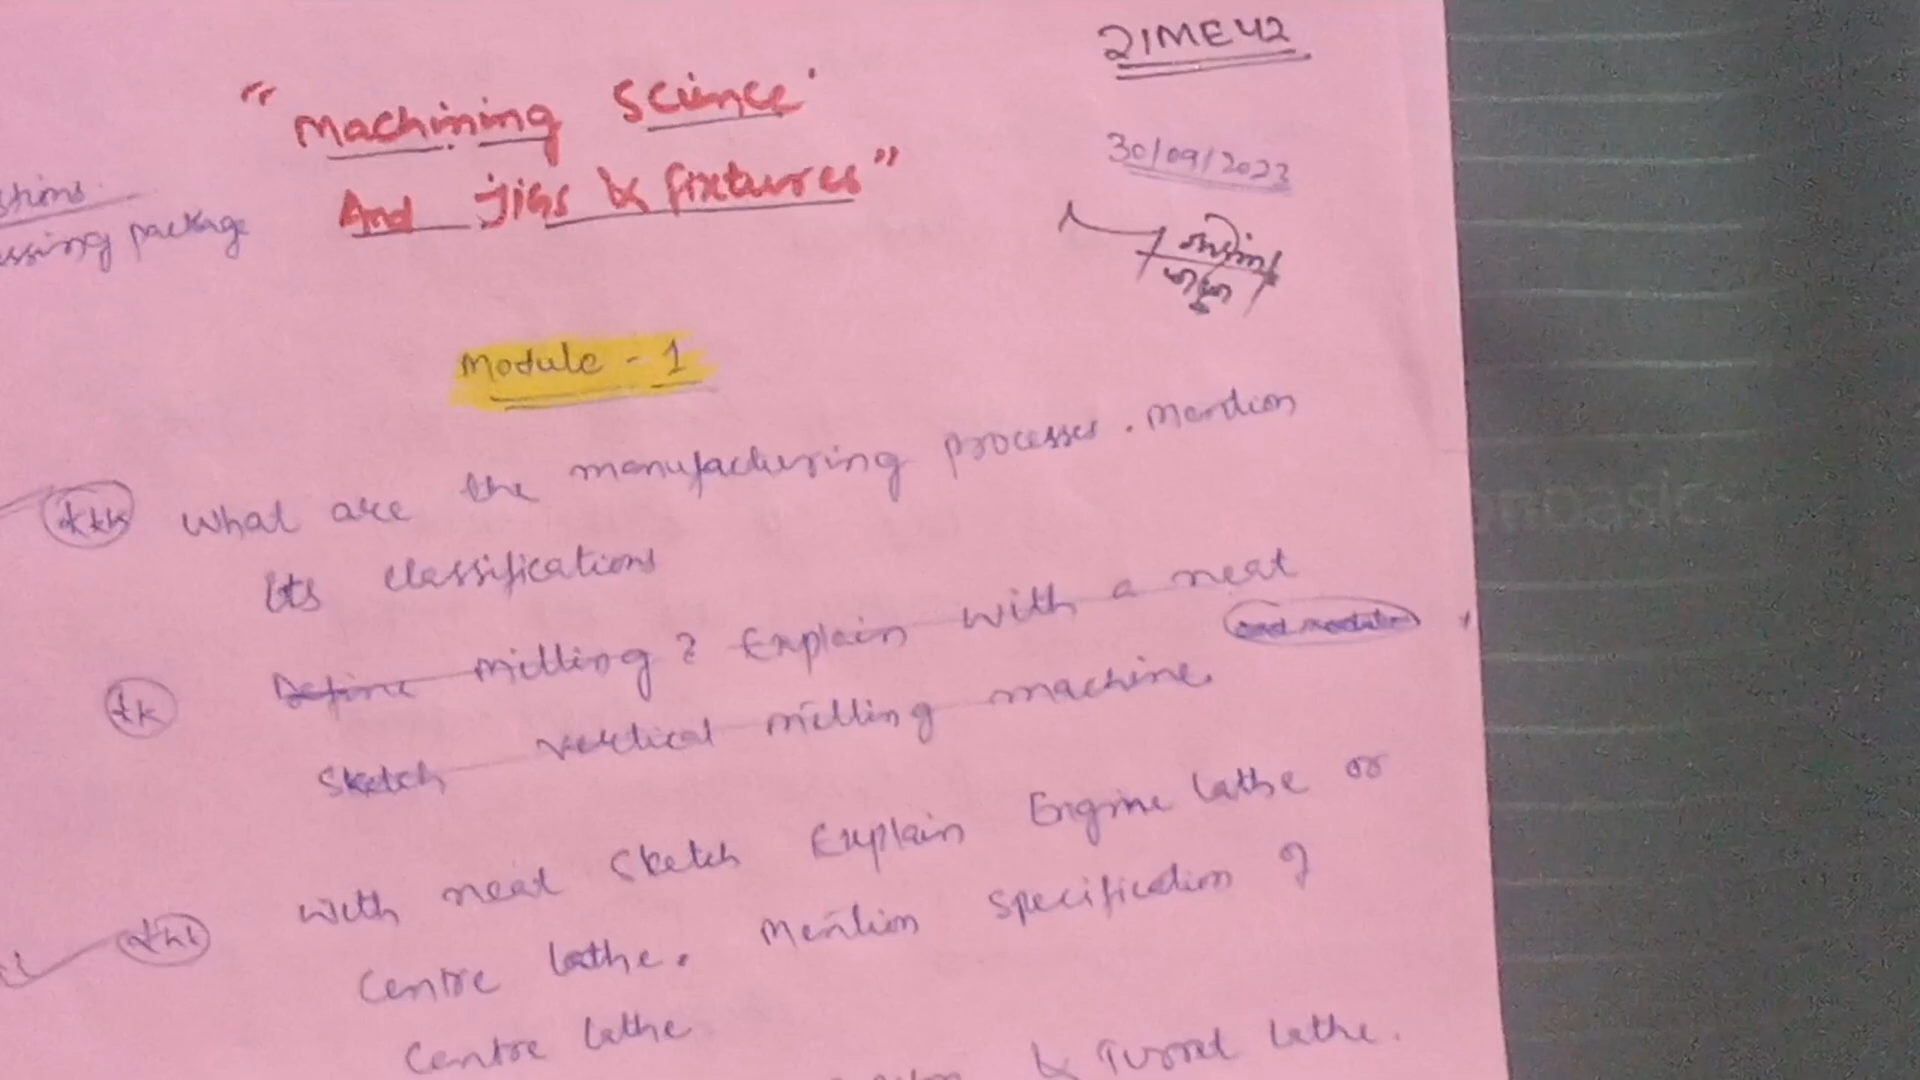 21ME42
"Machining Science
And Jigs & fixtures"
30/09/2023
package
Module - 1
What are the manufacturing processes. Mention
Its classifications
Define Milling? Explain with a neat
Sketch vertical milling machine.
With neat Sketch Explain Engine Lathe or
Centre lathe. Mention Specification of
Centre lathe
& Turret Lathe.